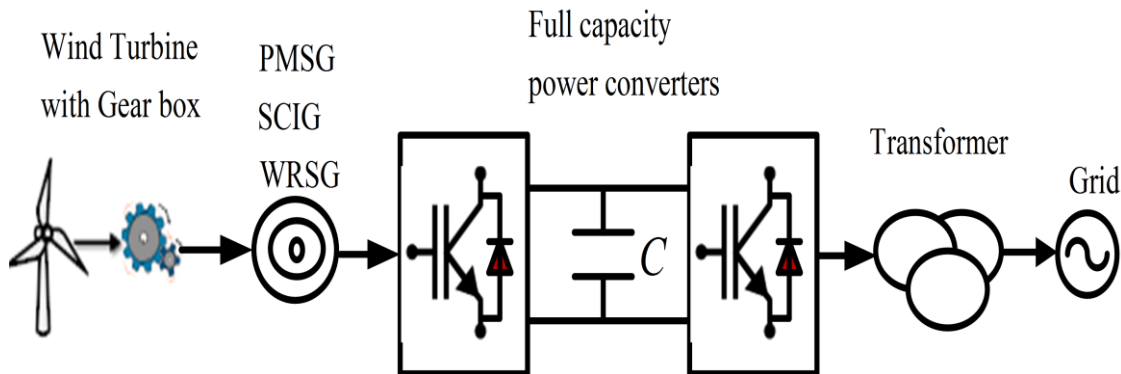 Wind Turbine
with Gear box
PMSG
SCIG
WRSG
Full capacity
power converters
C
Transformer
Grid